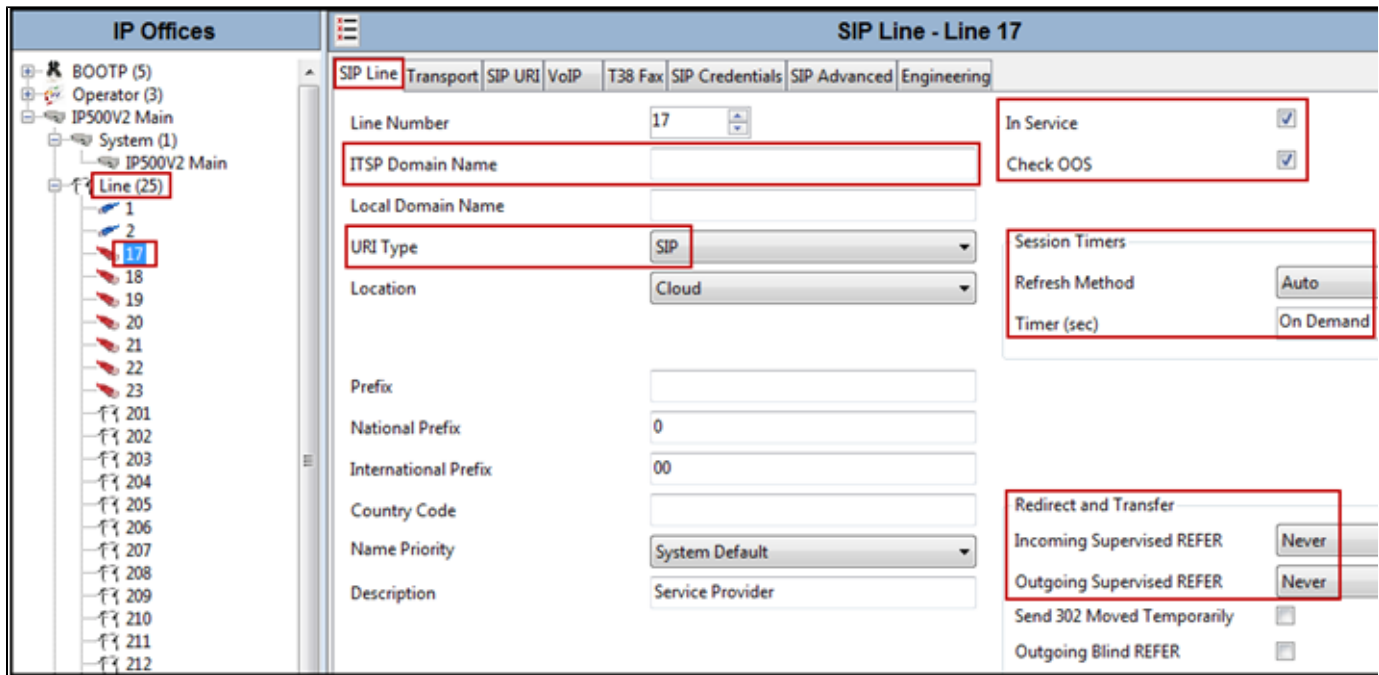 IP Offices
BOOTP (5)
Operator (3)
IP500V2 Main
System (1)
IP500V2 Main
Line (25)
1
2
17
18
19
20
21
22
23
201
202
203
204
205
206
207
208
209
210
211
212
SIP Line - Line 17
SIP Line Transport SIP URI VoIP T38 Fax SIP Credentials SIP Advanced Engineering
Line Number 17
ITSP Domain Name
Local Domain Name
URI Type SIP
Location Cloud
Prefix
National Prefix 0
International Prefix 00
Country Code
Name Priority System Default
Description Service Provider
In Service
Check OOS
Session Timers
Refresh Method Auto
Timer (sec) On Demand
Redirect and Transfer
Incoming Supervised REFER Never
Outgoing Supervised REFER Never
Send 302 Moved Temporarily
Outgoing Blind REFER